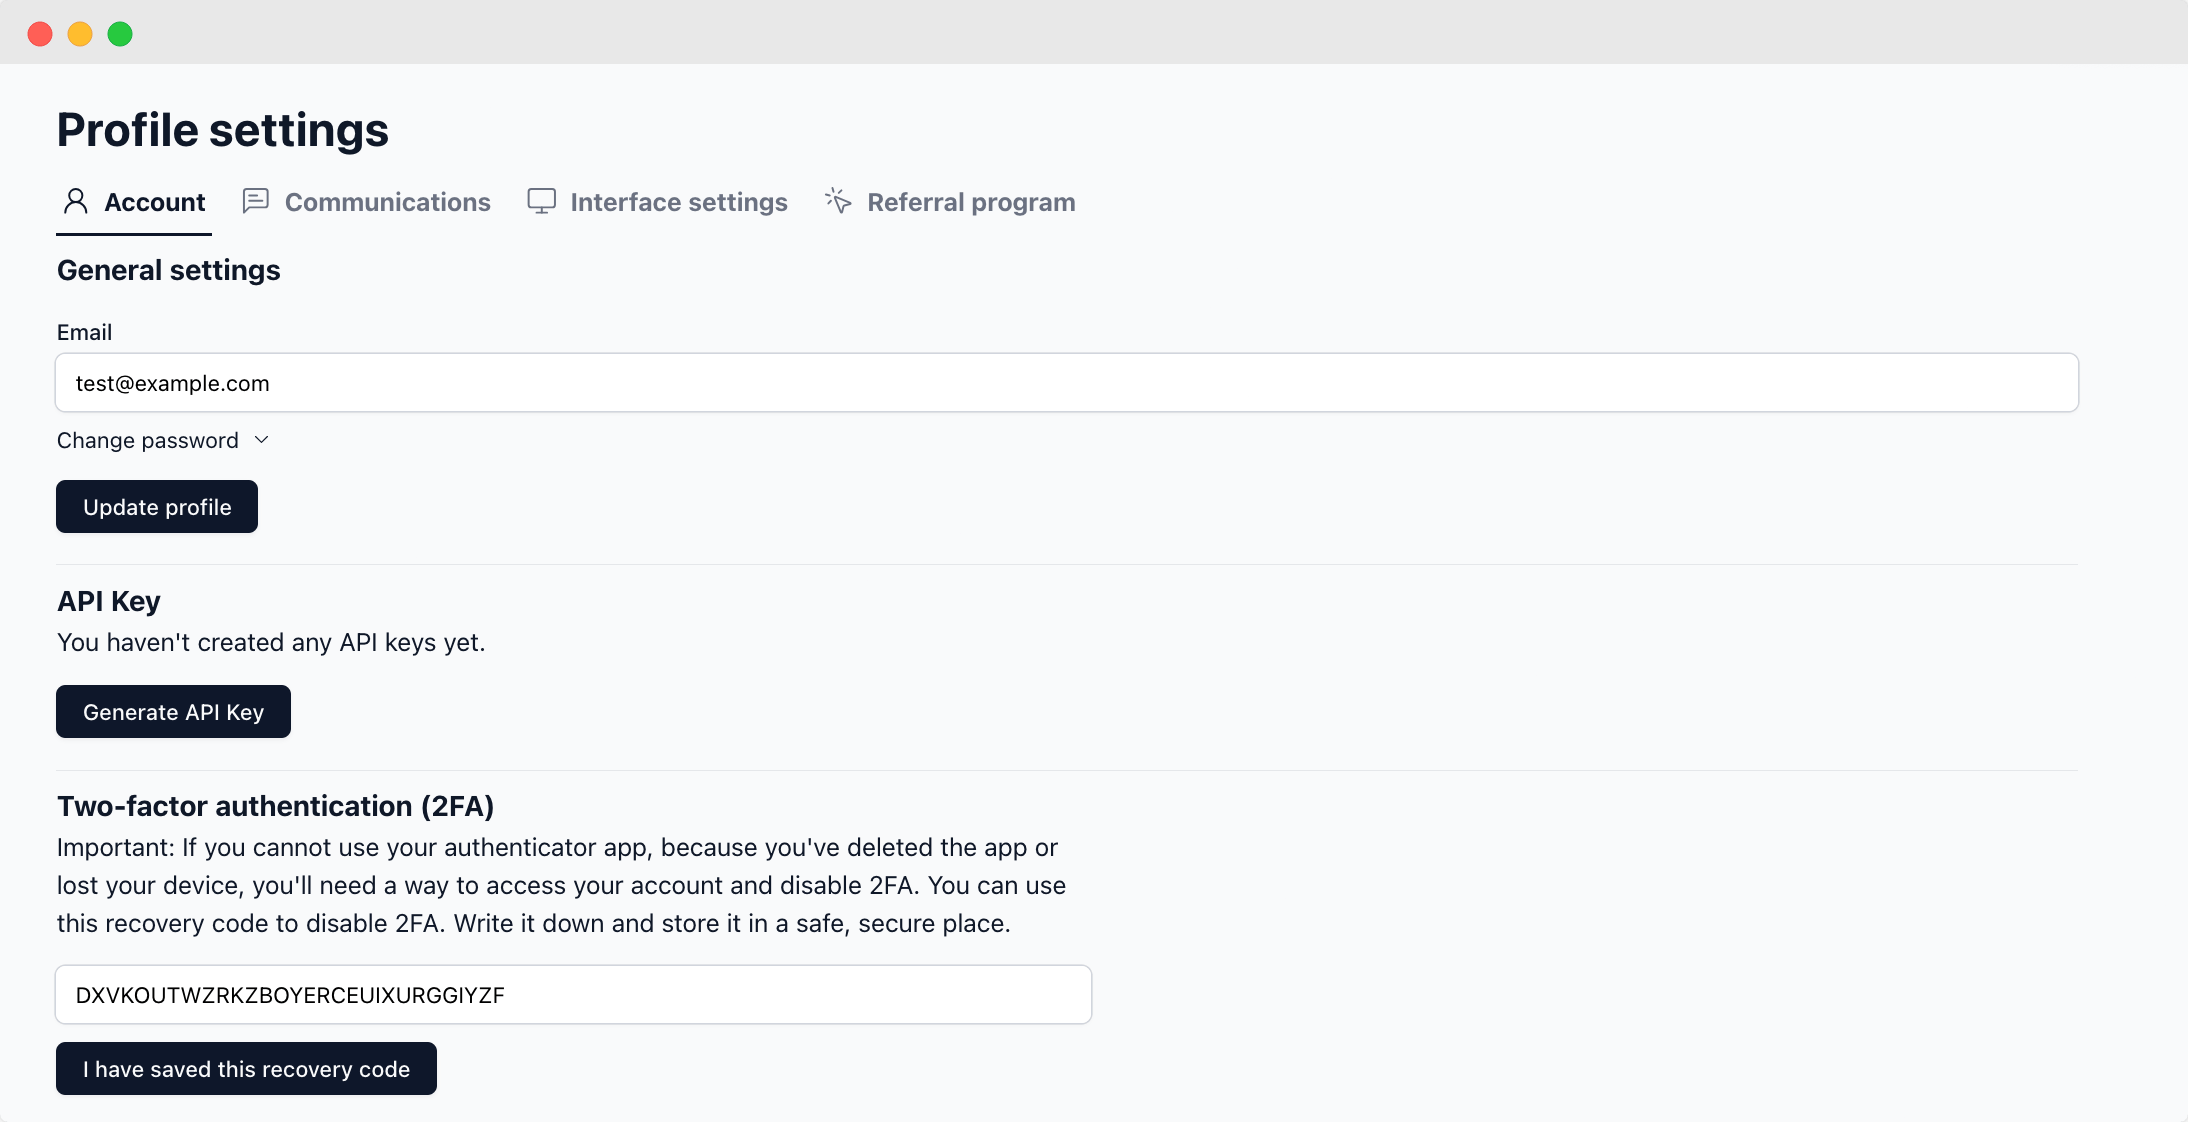 Profile settings
Account Communications Interface settings Referral program
General settings
Email
test@example.com
Change password
Update profile
API Key
You haven't created any API keys yet.
Generate API Key
Two-factor authentication (2FA)
Important: If you cannot use your authenticator app, because you've deleted the app or
lost your device, you'll need a way to access your account and disable 2FA. You can use
this recovery code to disable 2FA. Write it down and store it in a safe, secure place.
DXVKOUTWZRKZBOYERCEUIXURGGIYZF
I have saved this recovery code